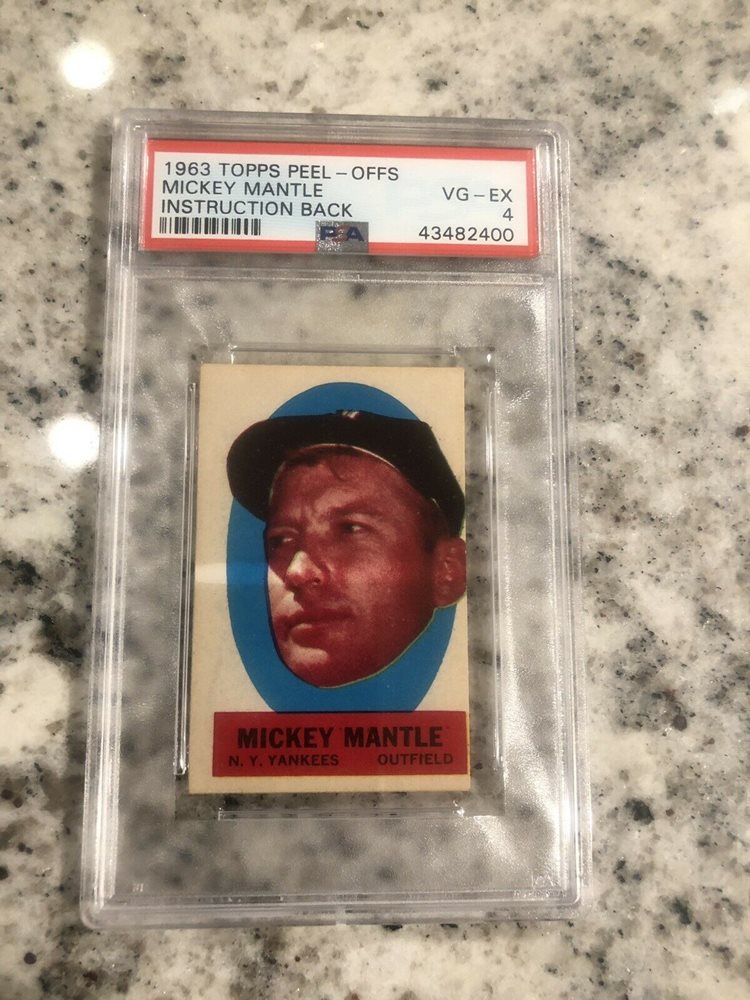 1963 TOPPS PEEL-OFFS
MICKEY MANTLE VG-EX
INSTRUCTION BACK 4
PSA 43482400
MICKEY MANTLE
N. Y. YANKEES OUTFIELD